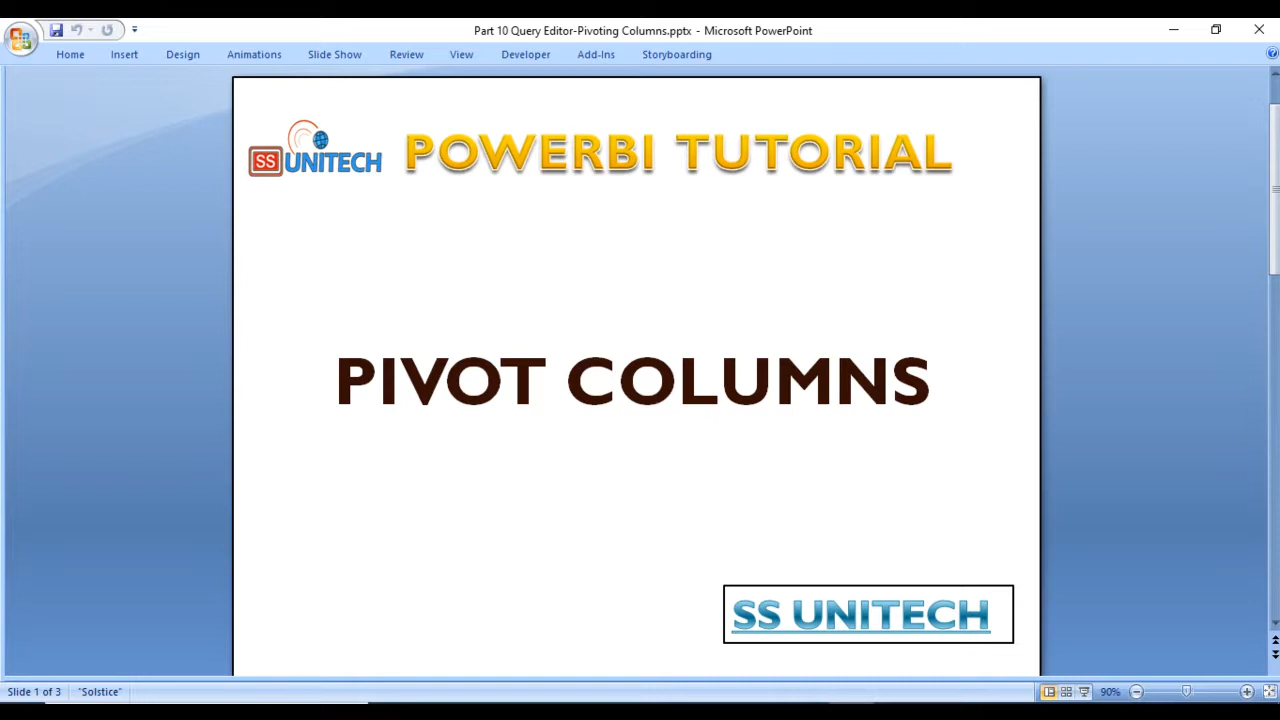 Part 10 Query Editor-Pivoting Columns.pptx - Microsoft PowerPoint
Home Insert Design Animations Slide Show Review View Developer Add-Ins Storyboarding
SS UNITECH POWERBI TUTORIAL
PIVOT COLUMNS
SS UNITECH
Slide 1 of 3 "Solstice" 90%